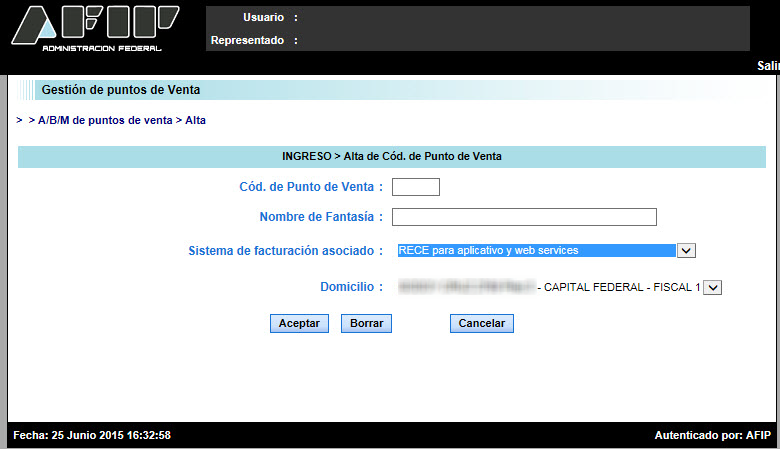 AFIP
ADMINISTRACION FEDERAL
Usuario :
Representado :
Sali
Gestión de puntos de Venta
> > A/B/M de puntos de venta > Alta
INGRESO > Alta de Cód. de Punto de Venta
Cód. de Punto de Venta :
Nombre de Fantasía :
Sistema de facturación asociado : RECE para aplicativo y web services
Domicilio : - CAPITAL FEDERAL - FISCAL 1
Aceptar Borrar Cancelar
Fecha: 25 Junio 2015 16:32:58 Autenticado por: AFIP